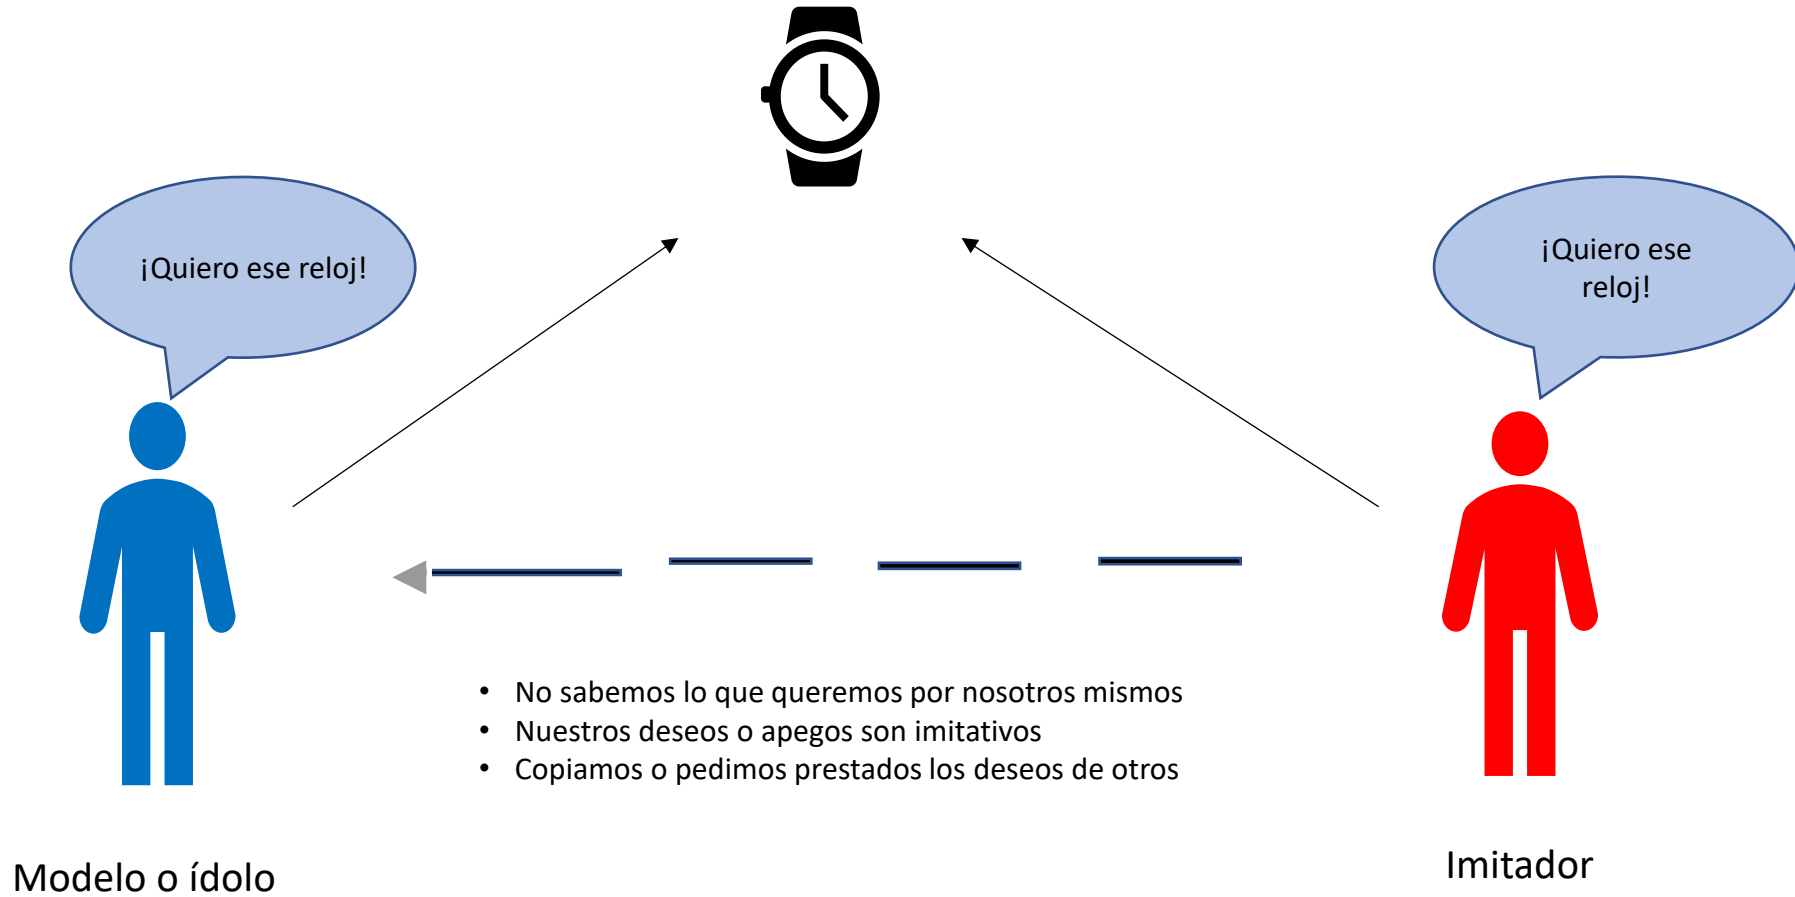 ¡Quiero ese reloj!
¡Quiero ese
reloj!
• No sabemos lo que queremos por nosotros mismos
• Nuestros deseos o apegos son imitativos
• Copiamos o pedimos prestados los deseos de otros
Modelo o ídolo
Imitador